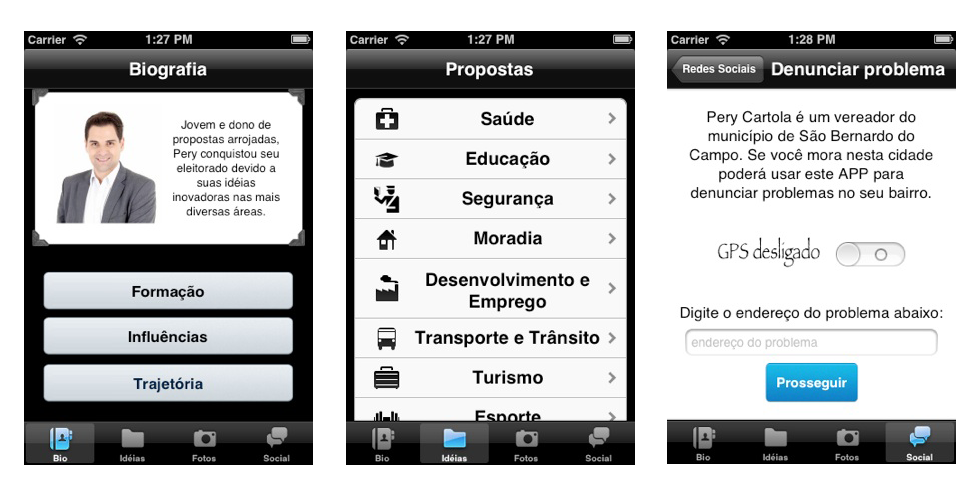 Carrier 1:27 PM
Biografia
Jovem e dono de
propostas arrojadas,
Pery conquistou seu
eleitorado devido a
suas idéias
inovadoras nas mais
diversas áreas.
Formação
Influências
Trajetória
Bio Idéias Fotos Social
Carrier 1:27 PM
Propostas
Saúde
Educação
Segurança
Moradia
Desenvolvimento e
Emprego
Transporte e Trânsito
Turismo
Esporte
Bio Idéias Fotos Social
Carrier 1:28 PM
Redes Sociais Denunciar problema
Pery Cartola é um vereador do
município de São Bernardo do
Campo. Se você mora nesta cidade
poderá usar este APP para
denunciar problemas no seu bairro.
GPS desligado
Digite o endereço do problema abaixo:
endereço do problema
Prosseguir
Bio Idéias Fotos Social